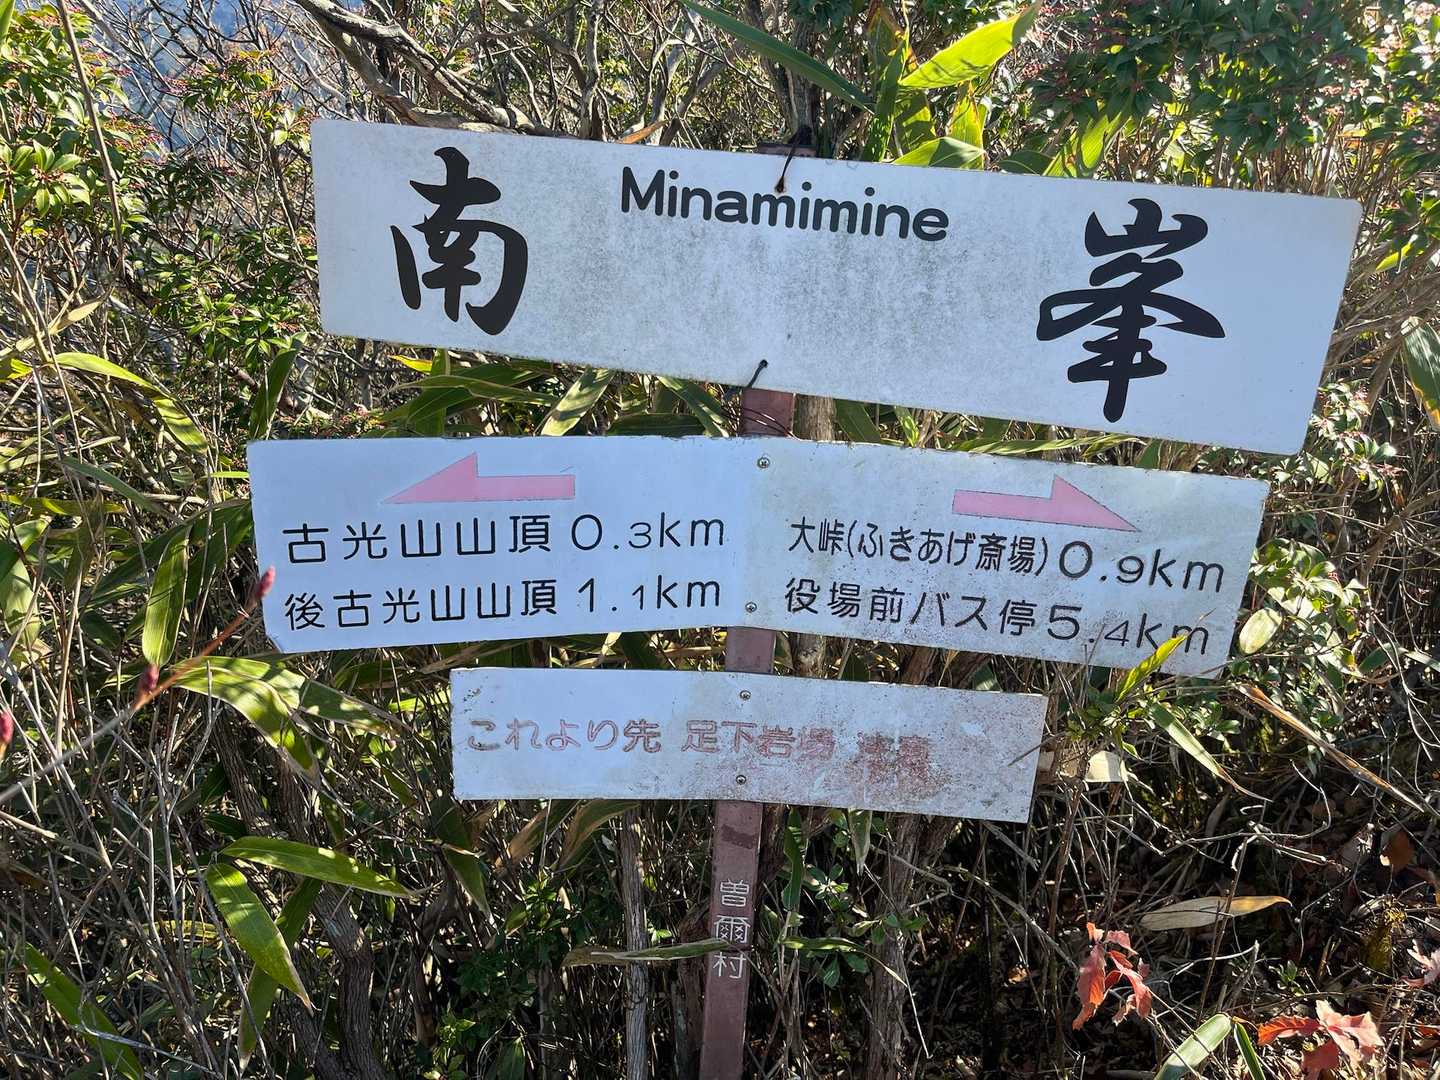 南 Minamimine 峯
古光山山頂 0.3km
後古光山山頂 1.1km
大峠(ふきあげ斎場) 0.9km
役場前バス停 5.4km
これより先 足下岩場 注意
曽爾村